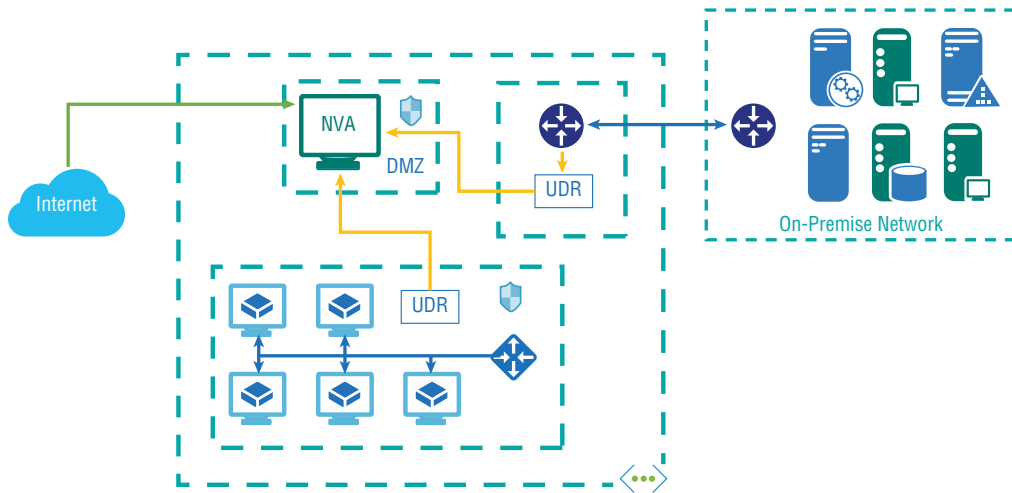 NVA
DMZ
UDR
Internet
On-Premise Network
UDR